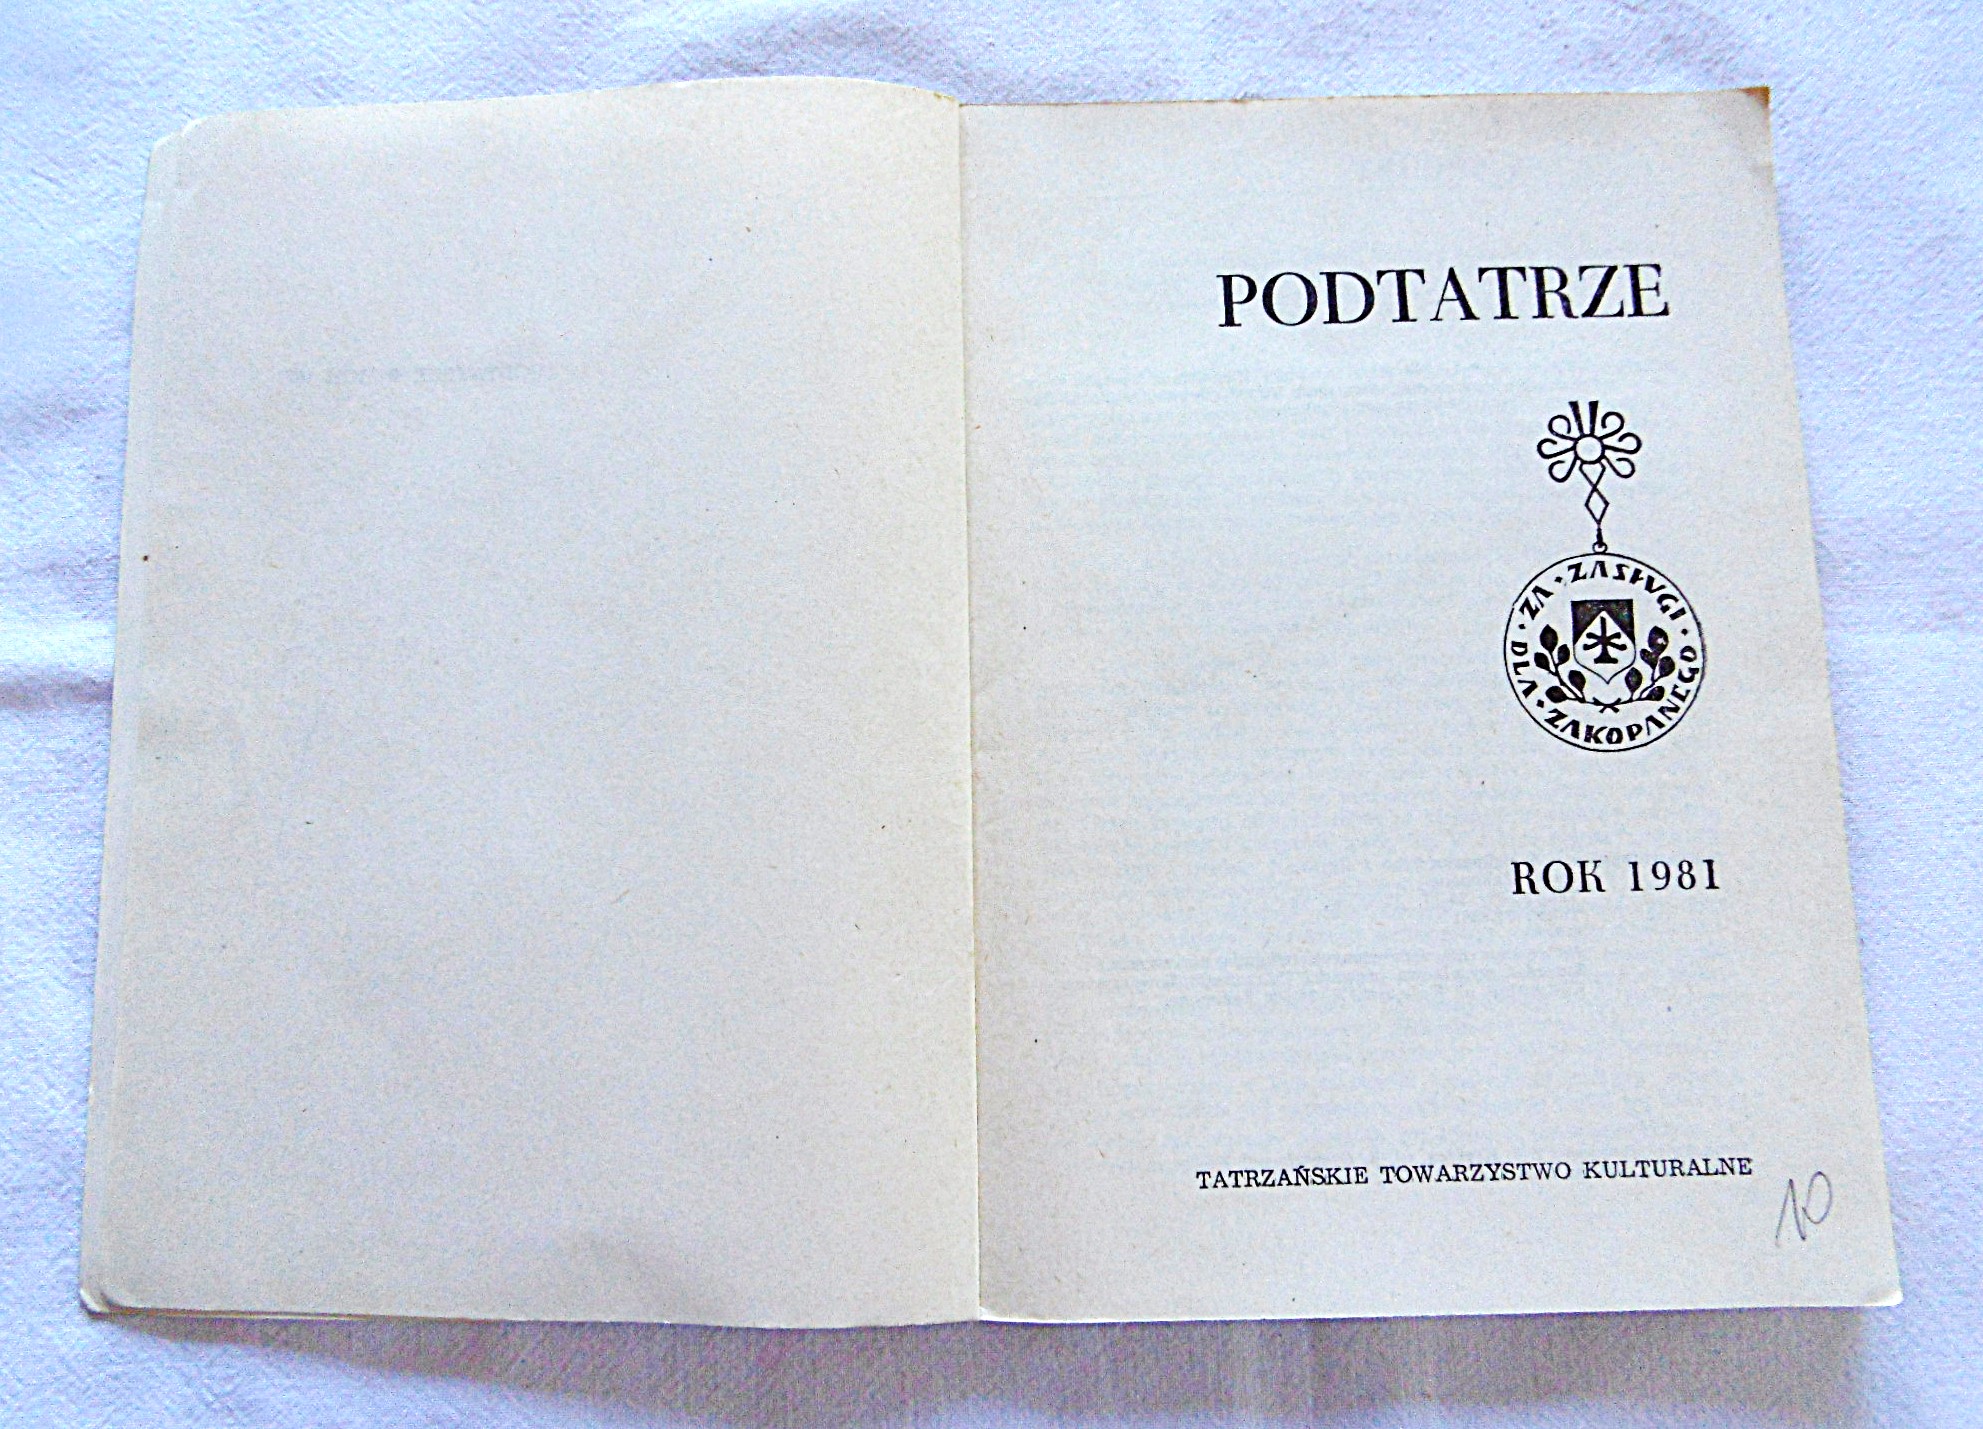 PODTATRZE
ZA · ZASŁUGI · DLA · ZAKOPANEGO
ROK 1981
TATRZAŃSKIE TOWARZYSTWO KULTURALNE
10